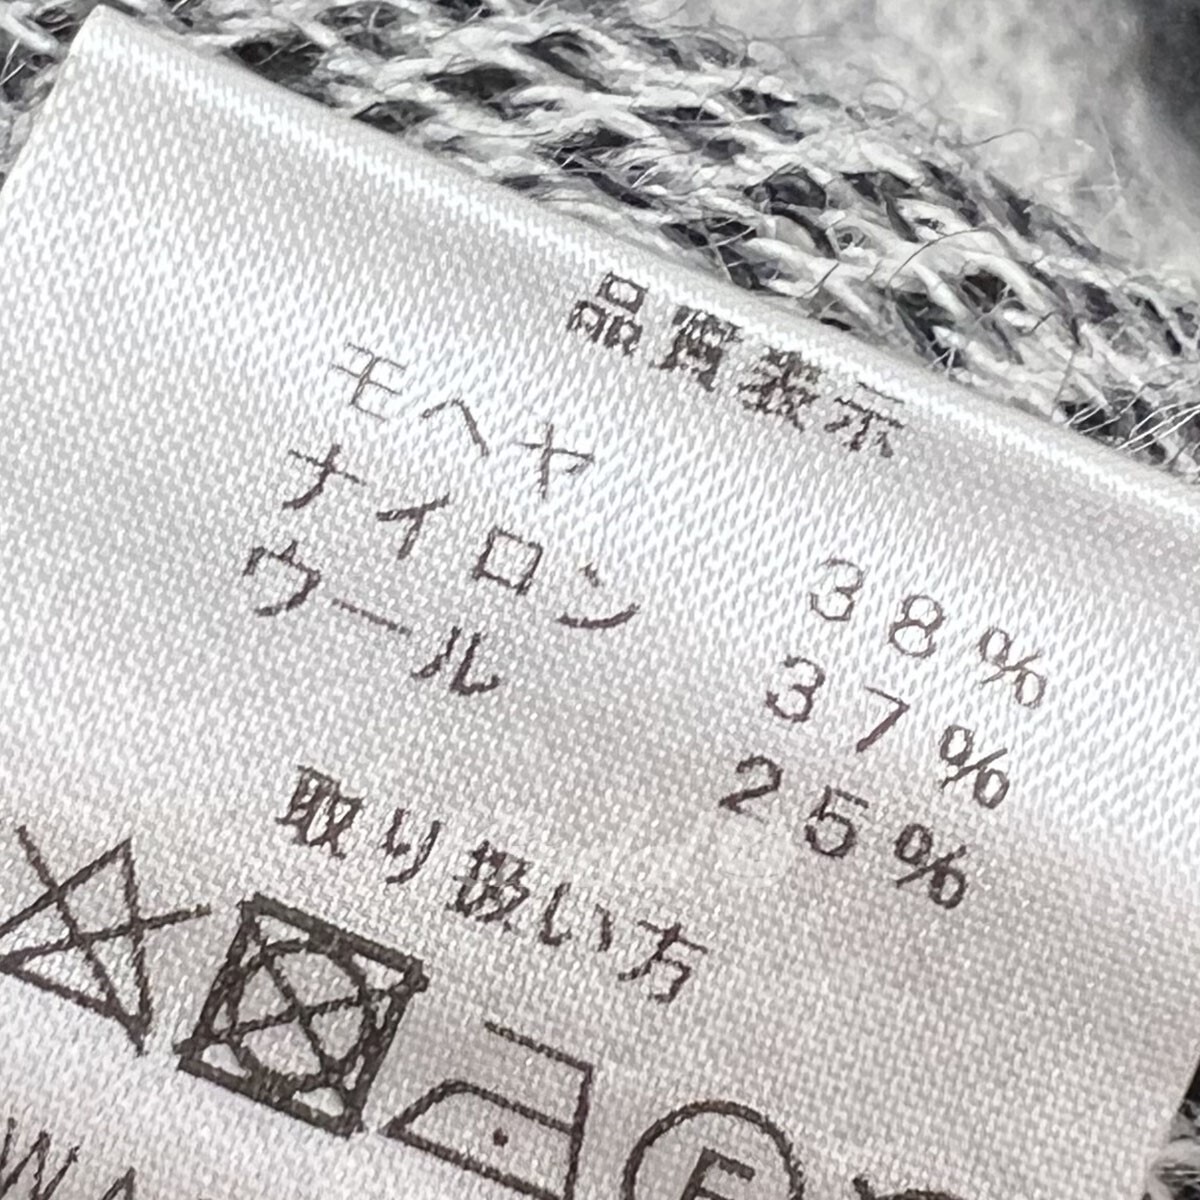 品質表示
モヘヤ 38%
ナイロン 37%
ウール 25%
取り扱い方
F